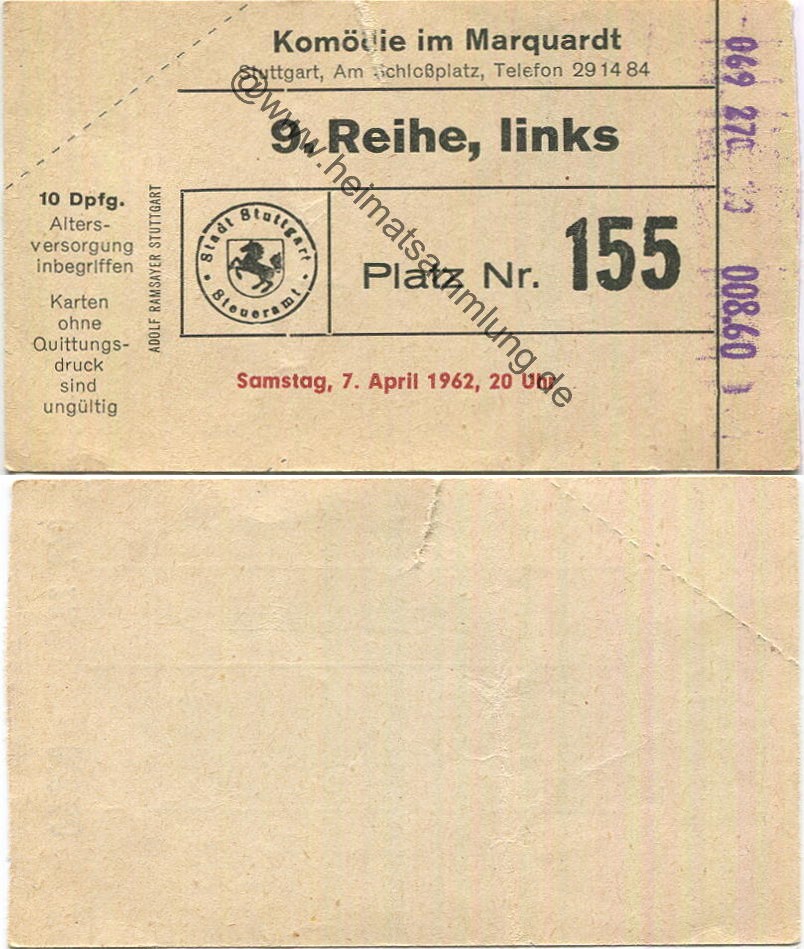 Komödie im Marquardt
Stuttgart, Am Schloßplatz, Telefon 29 14 84
9. Reihe, links
10 Dpfg.
Alters-
versorgung
inbegriffen
Karten
ohne
Quittungs-
druck
sind
ungültig
ADOLF RAMSAYER STUTTGART
Stadt Stuttgart
Steueramt
Platz Nr. 155
Samstag, 7. April 1962, 20 Uhr
008.60
@www.heimatsammlung.de